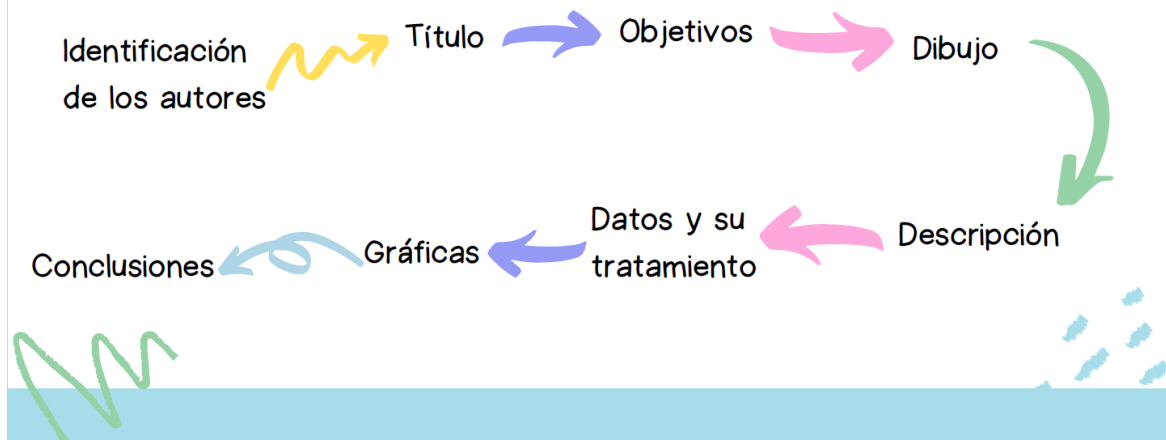 Identificación
de los autores
Título
Objetivos
Dibujo
Descripción
Datos y su
tratamiento
Gráficas
Conclusiones